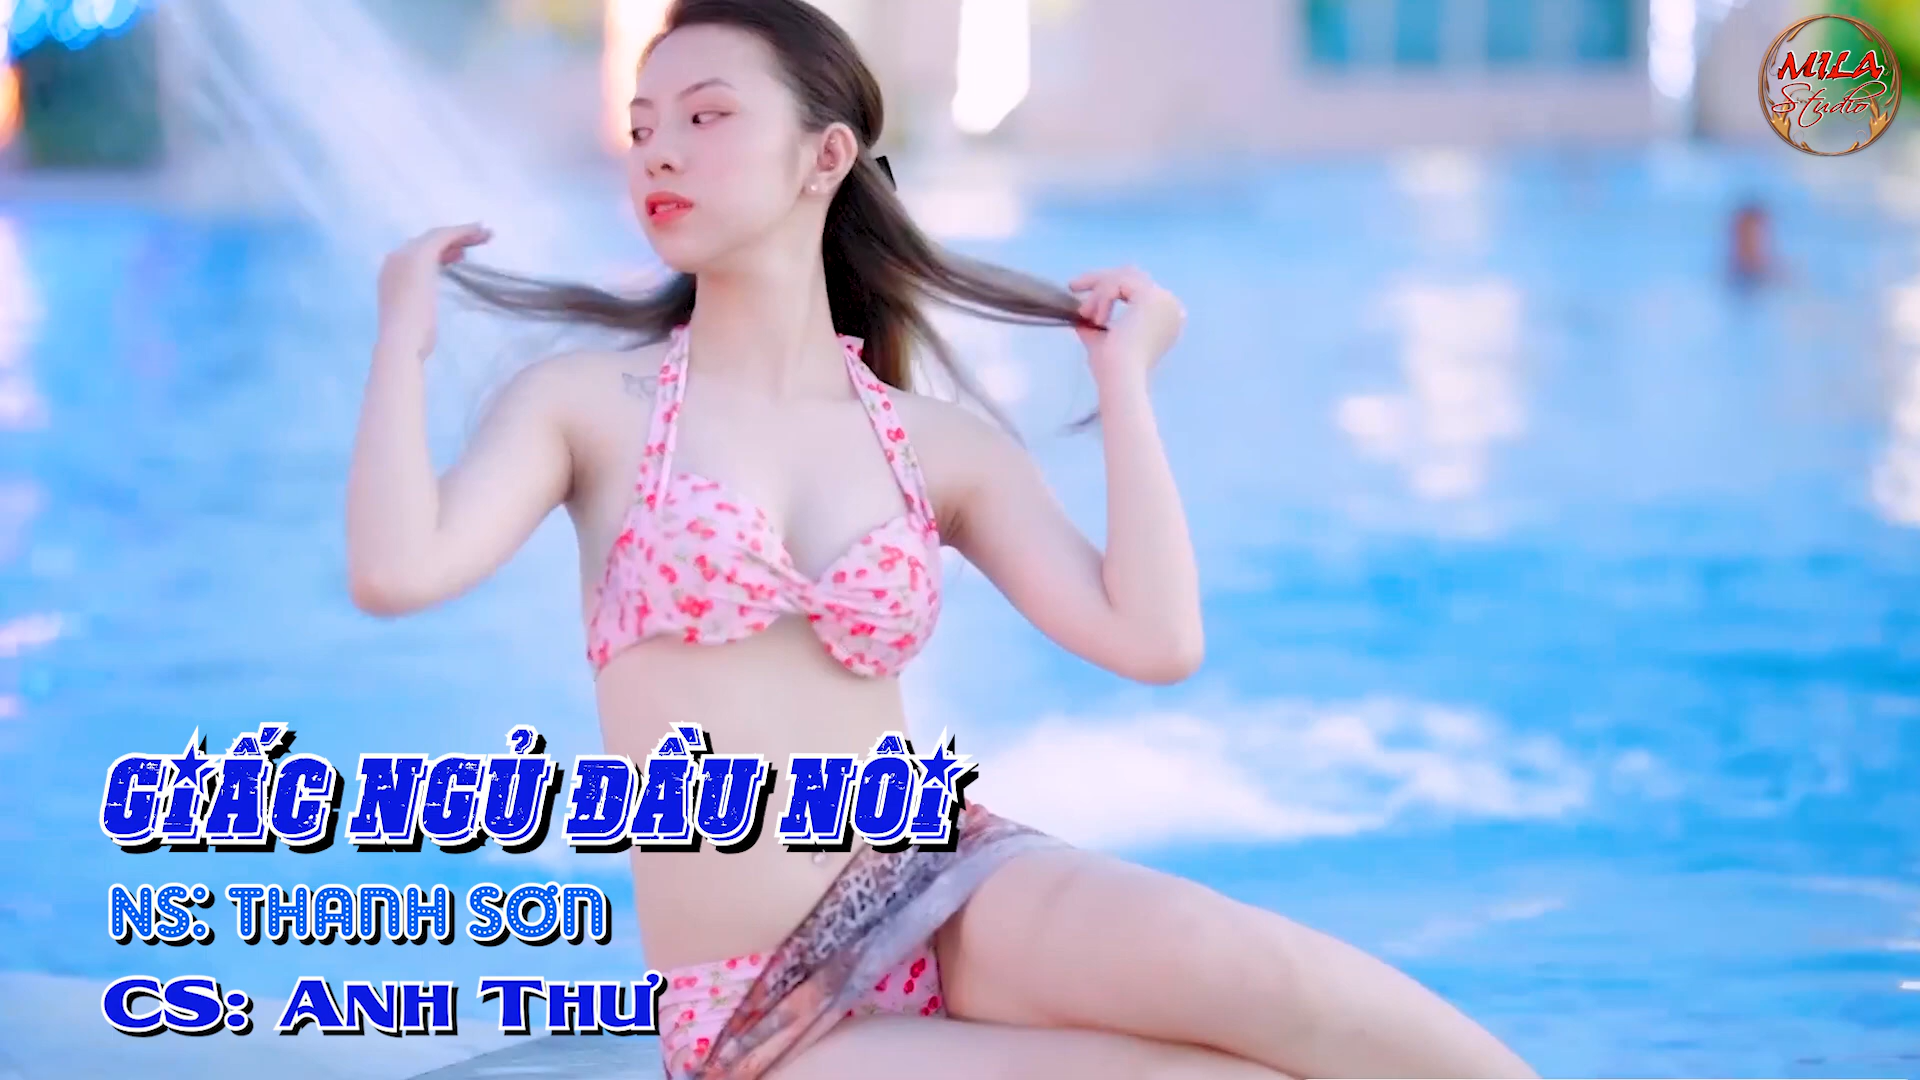 MILA
Studio
GIẤC NGỦ ĐẦU NÔI
NS: THANH SƠN
CS: ANH THƯ